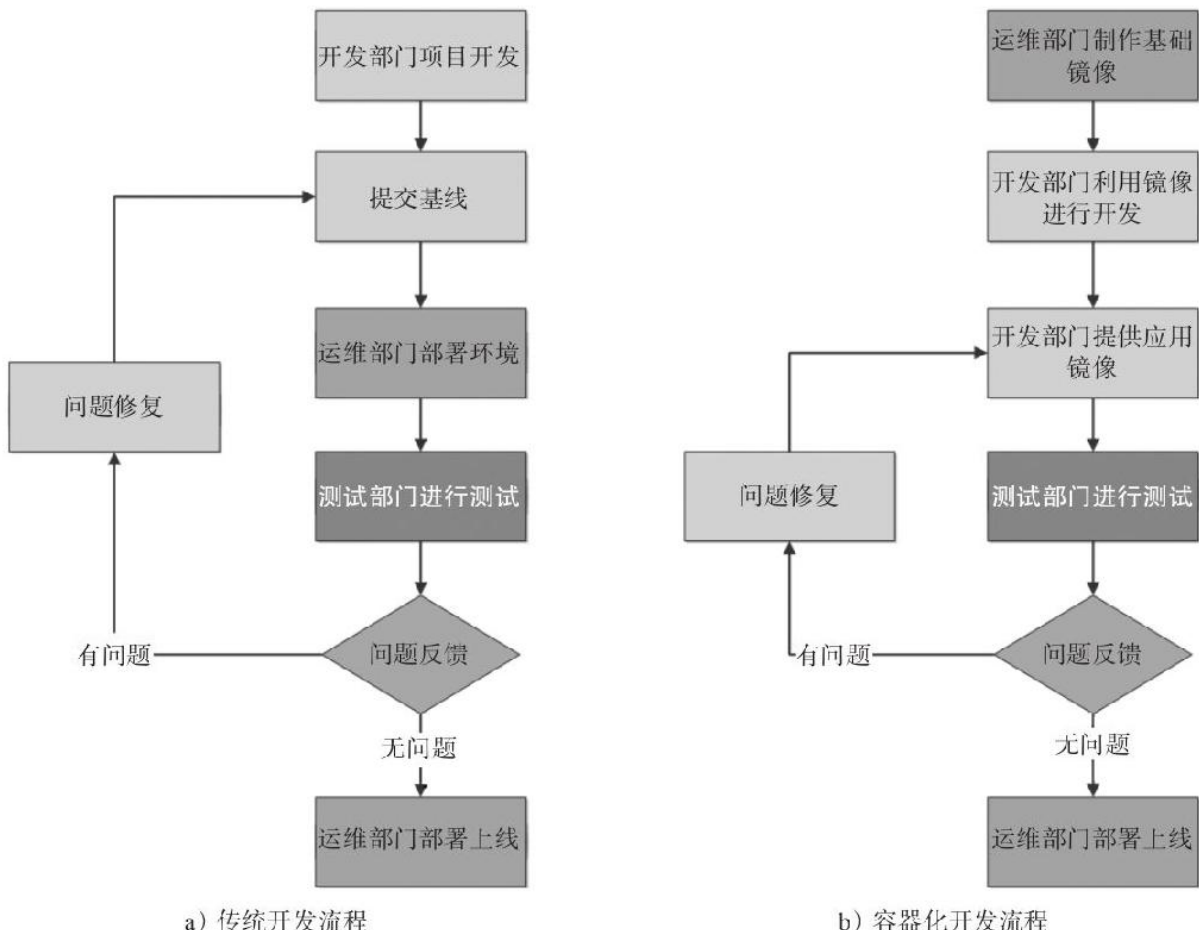 开发部门项目开发
提交基线
运维部门部署环境
问题修复
测试部门进行测试
问题反馈
有问题
无问题
运维部门部署上线
a）传统开发流程
运维部门制作基础
镜像
开发部门利用镜像
进行开发
开发部门提供应用
镜像
问题修复
测试部门进行测试
问题反馈
有问题
无问题
运维部门部署上线
b）容器化开发流程